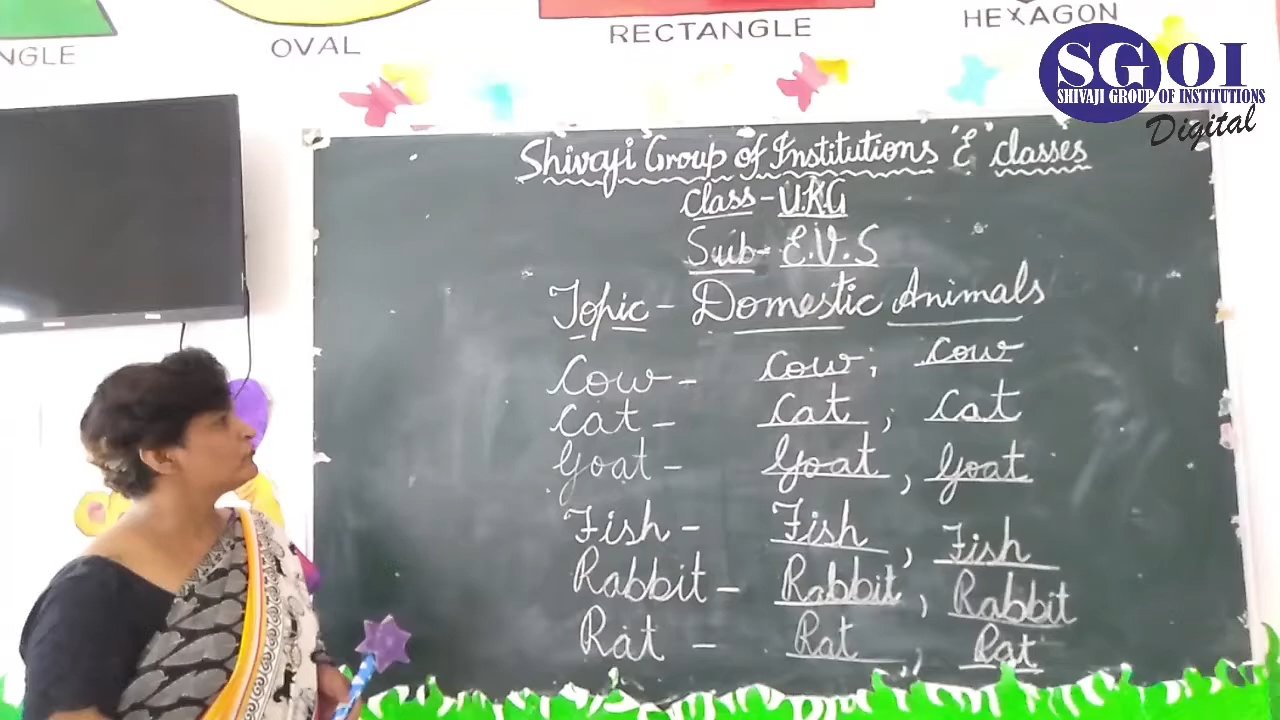 NGLE
OVAL
RECTANGLE
HEXAGON
SGOI
SHIVAJI GROUP OF INSTITUTIONS
Digital
Shivaji Group of Institutions "E" classes
Class - U.K.G
Sub - E.V.S
Topic - Domestic Animals
Cow - Cow ; Cow
Cat - Cat ; Cat
Goat - Goat , Goat
Fish - Fish , Fish
Rabbit - Rabbit , Rabbit
Rat - Rat , Rat